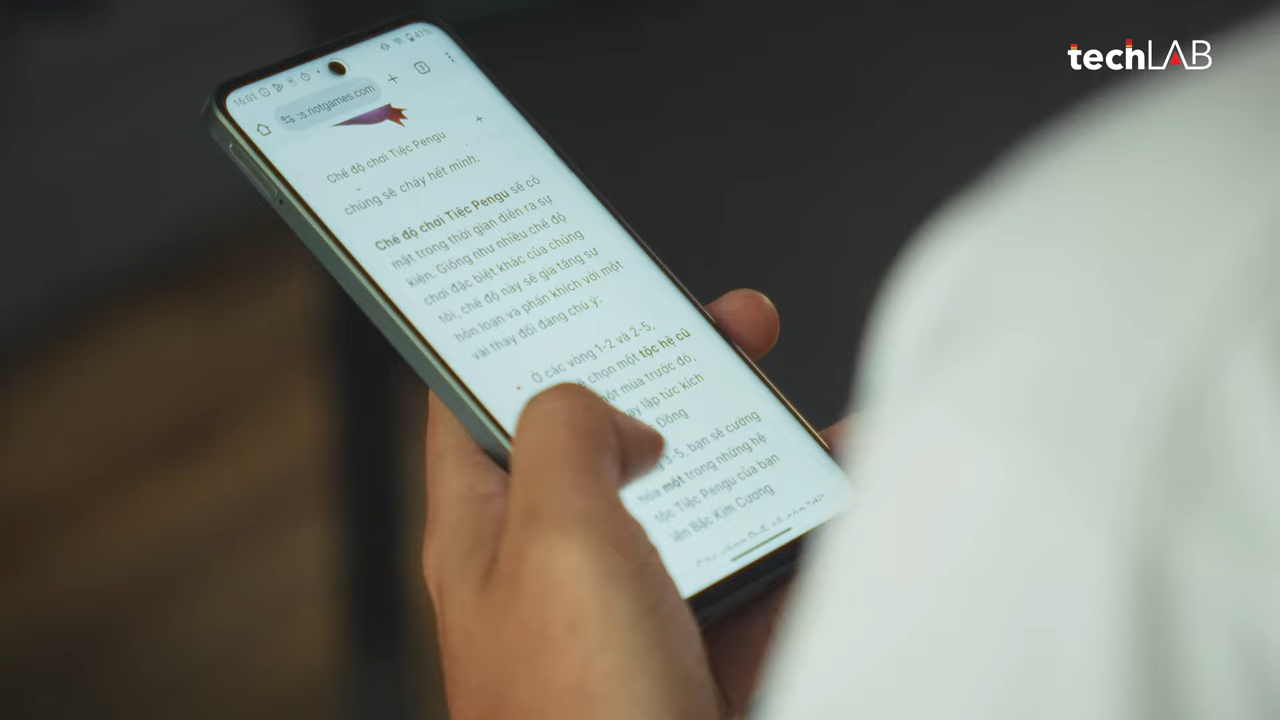 techLAB
16:01
41%
s.riotgames.com
3
Chế độ chơi Tiệc Pengu
chúng sẽ cháy hết mình.
Chế độ chơi Tiệc Pengu sẽ có
mặt trong thời gian diễn ra sự
kiện. Giống như nhiều chế độ
chơi đặc biệt khác của chúng
tôi, chế độ này sẽ gia tăng sự
hỗn loạn và phấn khích với một
vài thay đổi đáng chú ý:
Ở các vòng 1-2 và 2-5,
chọn một tộc hệ cũ
một mùa trước đó,
lập tức kích
Đồng
3-5, bạn sẽ cường
hóa một trong những hệ
tộc Tiệc Pengu của bạn
lên Bậc Kim Cương